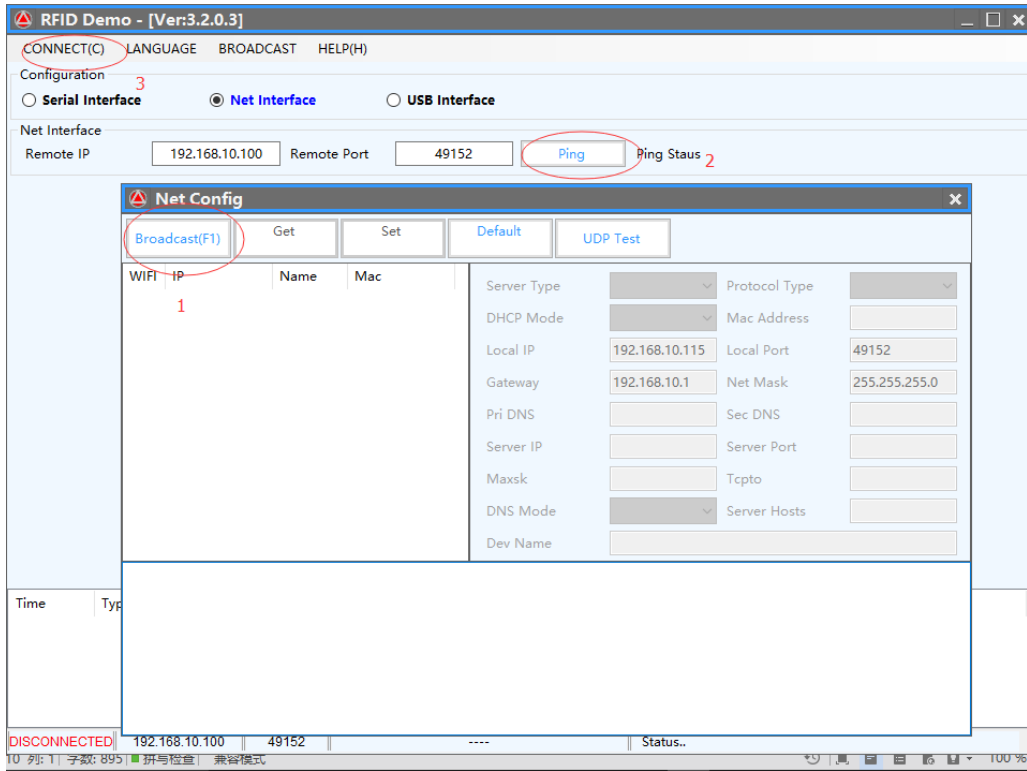 RFID Demo - [Ver:3.2.0.3]
CONNECT(C) LANGUAGE BROADCAST HELP(H)
Configuration
3
Serial Interface Net Interface USB Interface
Net Interface
Remote IP 192.168.10.100 Remote Port 49152 Ping Ping Staus 2
Net Config
Broadcast(F1) Get Set Default UDP Test
WIFI IP Name Mac
1
Server Type Protocol Type
DHCP Mode Mac Address
Local IP 192.168.10.115 Local Port 49152
Gateway 192.168.10.1 Net Mask 255.255.255.0
Pri DNS Sec DNS
Server IP Server Port
Maxsk Tcpto
DNS Mode Server Hosts
Dev Name
Time Typ
DISCONNECTED 192.168.10.100 49152 ---- Status..
10 列: 1 字数: 895 拼写检查 兼容模式 100 %